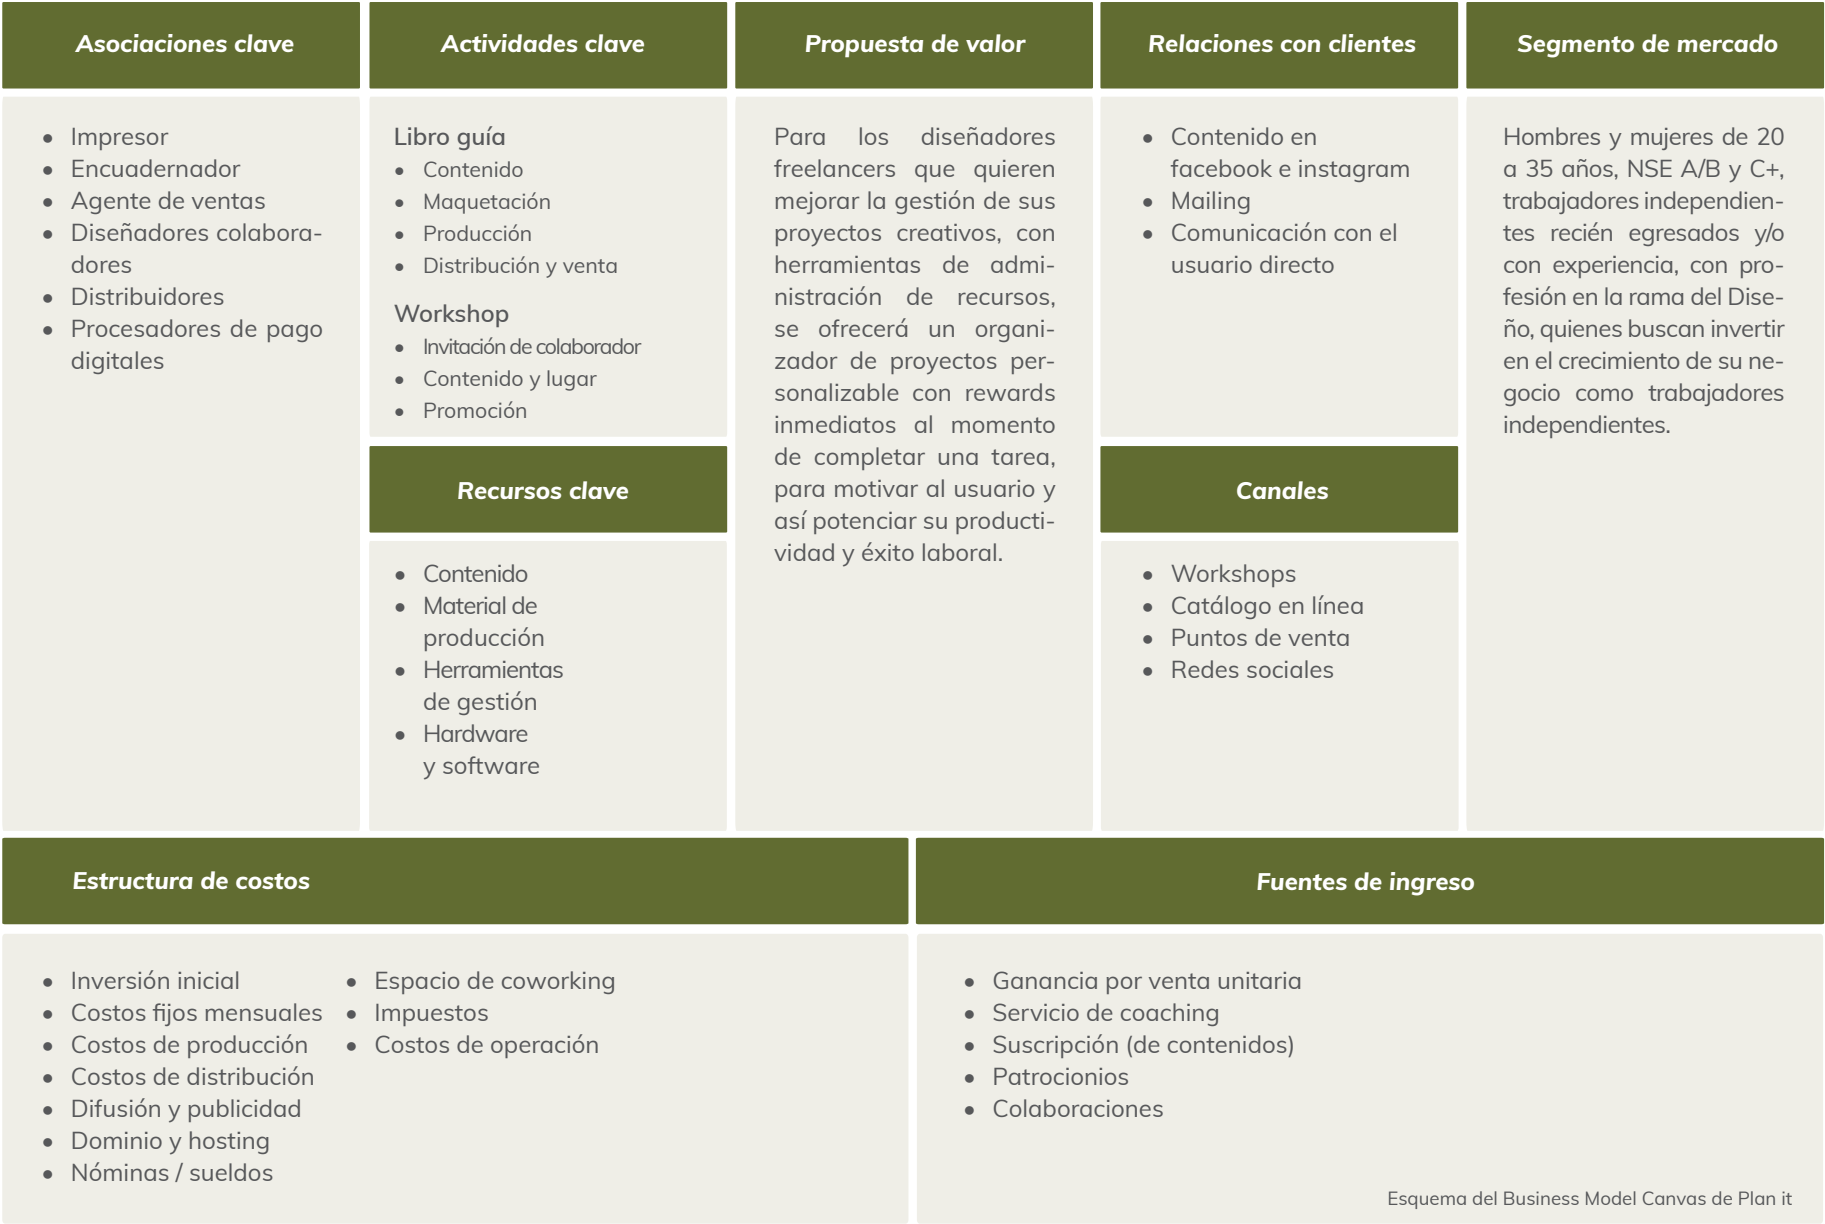 Asociaciones clave
Impresor
Encuadernador
Agente de ventas
Diseñadores colabora-
dores
Distribuidores
Procesadores de pago
digitales
Actividades clave
Libro guía
Contenido
Maquetación
Producción
Distribución y venta
Workshop
Invitación de colaborador
Contenido y lugar
Promoción
Recursos clave
Contenido
Material de
producción
Herramientas
de gestión
Hardware
y software
Propuesta de valor
Para los diseñadores
freelancers que quieren
mejorar la gestión de sus
proyectos creativos, con
herramientas de admi-
nistración de recursos,
se ofrecerá un organi-
zador de proyectos per-
sonalizable con rewards
inmediatos al momento
de completar una tarea,
para motivar al usuario y
así potenciar su producti-
vidad y éxito laboral.
Relaciones con clientes
Contenido en
facebook e instagram
Mailing
Comunicación con el
usuario directo
Canales
Workshops
Catálogo en línea
Puntos de venta
Redes sociales
Segmento de mercado
Hombres y mujeres de 20
a 35 años, NSE A/B y C+,
trabajadores independien-
tes recién egresados y/o
con experiencia, con pro-
fesión en la rama del Dise-
ño, quienes buscan invertir
en el crecimiento de su ne-
gocio como trabajadores
independientes.
Estructura de costos
Inversión inicial
Costos fijos mensuales
Costos de producción
Costos de distribución
Difusión y publicidad
Dominio y hosting
Nóminas / sueldos
Espacio de coworking
Impuestos
Costos de operación
Fuentes de ingreso
Ganancia por venta unitaria
Servicio de coaching
Suscripción (de contenidos)
Patrocionios
Colaboraciones
Esquema del Business Model Canvas de Plan it